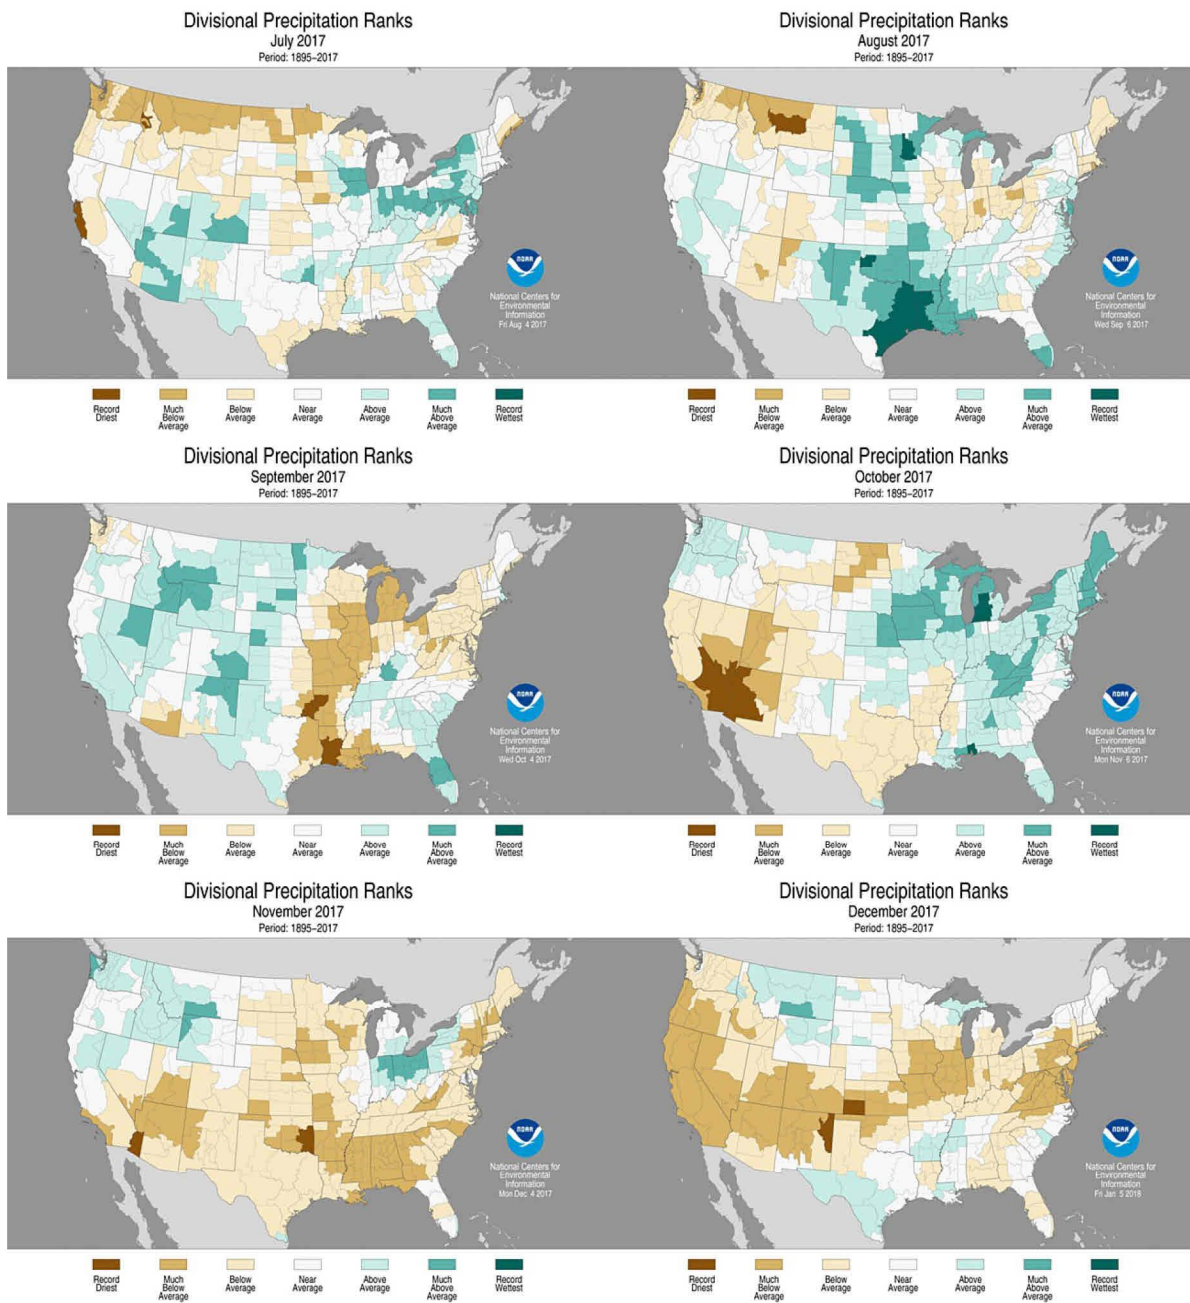 Divisional Precipitation Ranks
July 2017
Period: 1895–2017
NOAA
National Centers for
Environmental
Information
Fri Aug 4 2017
Record Driest
Much Below Average
Below Average
Near Average
Above Average
Much Above Average
Record Wettest
Divisional Precipitation Ranks
August 2017
Period: 1895–2017
NOAA
National Centers for
Environmental
Information
Wed Sep 6 2017
Record Driest
Much Below Average
Below Average
Near Average
Above Average
Much Above Average
Record Wettest
Divisional Precipitation Ranks
September 2017
Period: 1895–2017
NOAA
National Centers for
Environmental
Information
Wed Oct 4 2017
Record Driest
Much Below Average
Below Average
Near Average
Above Average
Much Above Average
Record Wettest
Divisional Precipitation Ranks
October 2017
Period: 1895–2017
NOAA
National Centers for
Environmental
Information
Mon Nov 6 2017
Record Driest
Much Below Average
Below Average
Near Average
Above Average
Much Above Average
Record Wettest
Divisional Precipitation Ranks
November 2017
Period: 1895–2017
NOAA
National Centers for
Environmental
Information
Mon Dec 4 2017
Record Driest
Much Below Average
Below Average
Near Average
Above Average
Much Above Average
Record Wettest
Divisional Precipitation Ranks
December 2017
Period: 1895–2017
NOAA
National Centers for
Environmental
Information
Fri Jan 5 2018
Record Driest
Much Below Average
Below Average
Near Average
Above Average
Much Above Average
Record Wettest